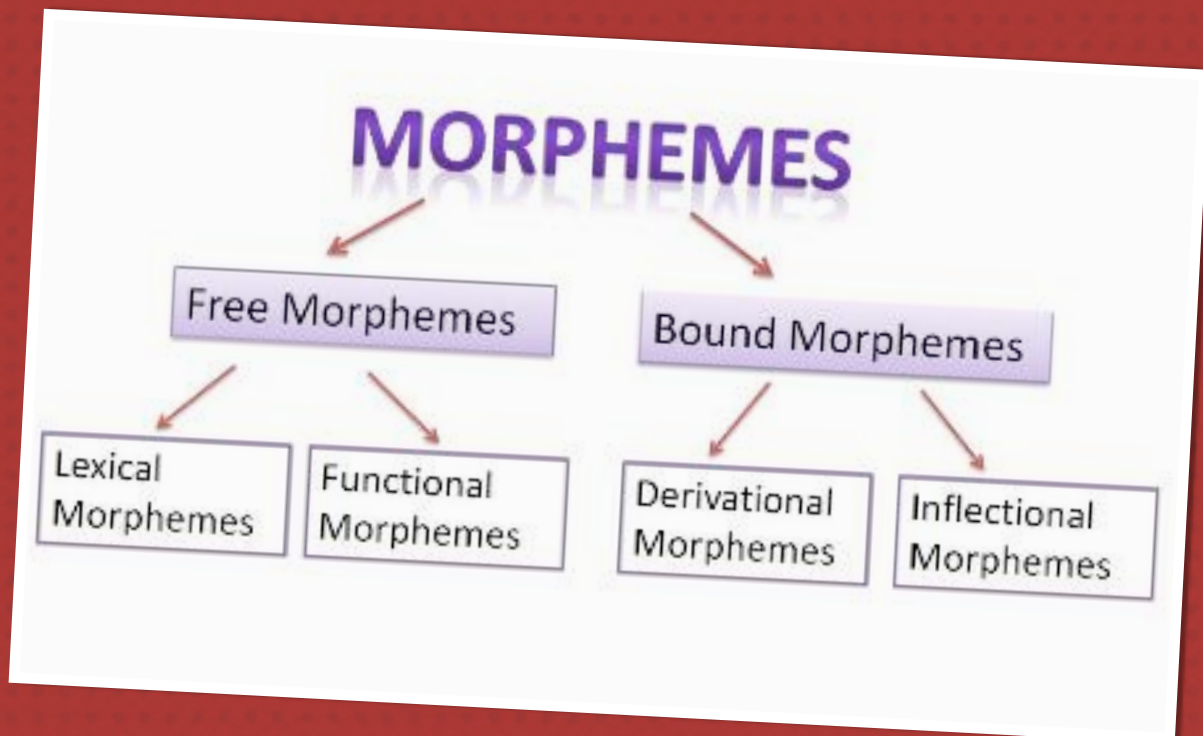 MORPHEMES
Free Morphemes
Bound Morphemes
Lexical
Morphemes
Functional
Morphemes
Derivational
Morphemes
Inflectional
Morphemes